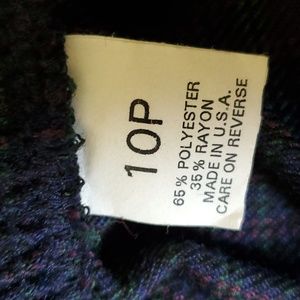 10P
65% POLYESTER
35% RAYON
MADE IN U.S.A.
CARE ON REVERSE